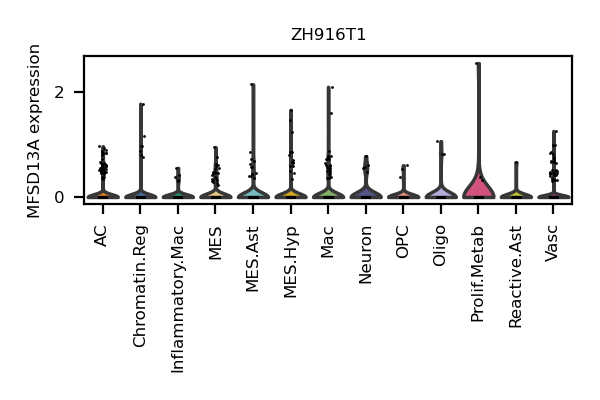 ZH916T1
MFSD13A expression
2
0
AC
Chromatin.Reg
Inflammatory.Mac
MES
MES.Ast
MES.Hyp
Mac
Neuron
OPC
Oligo
Prolif.Metab
Reactive.Ast
Vasc